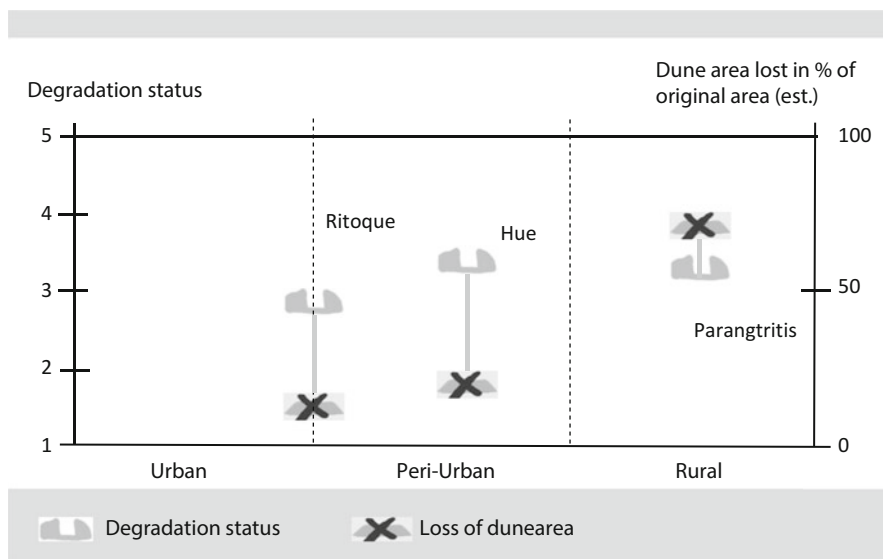 Degradation status
Dune area lost in % of
original area (est.)
5
100
Ritoque
4
Hue
3
50
Parangtritis
2
1
0
Urban
Peri-Urban
Rural
Degradation status
Loss of dunearea